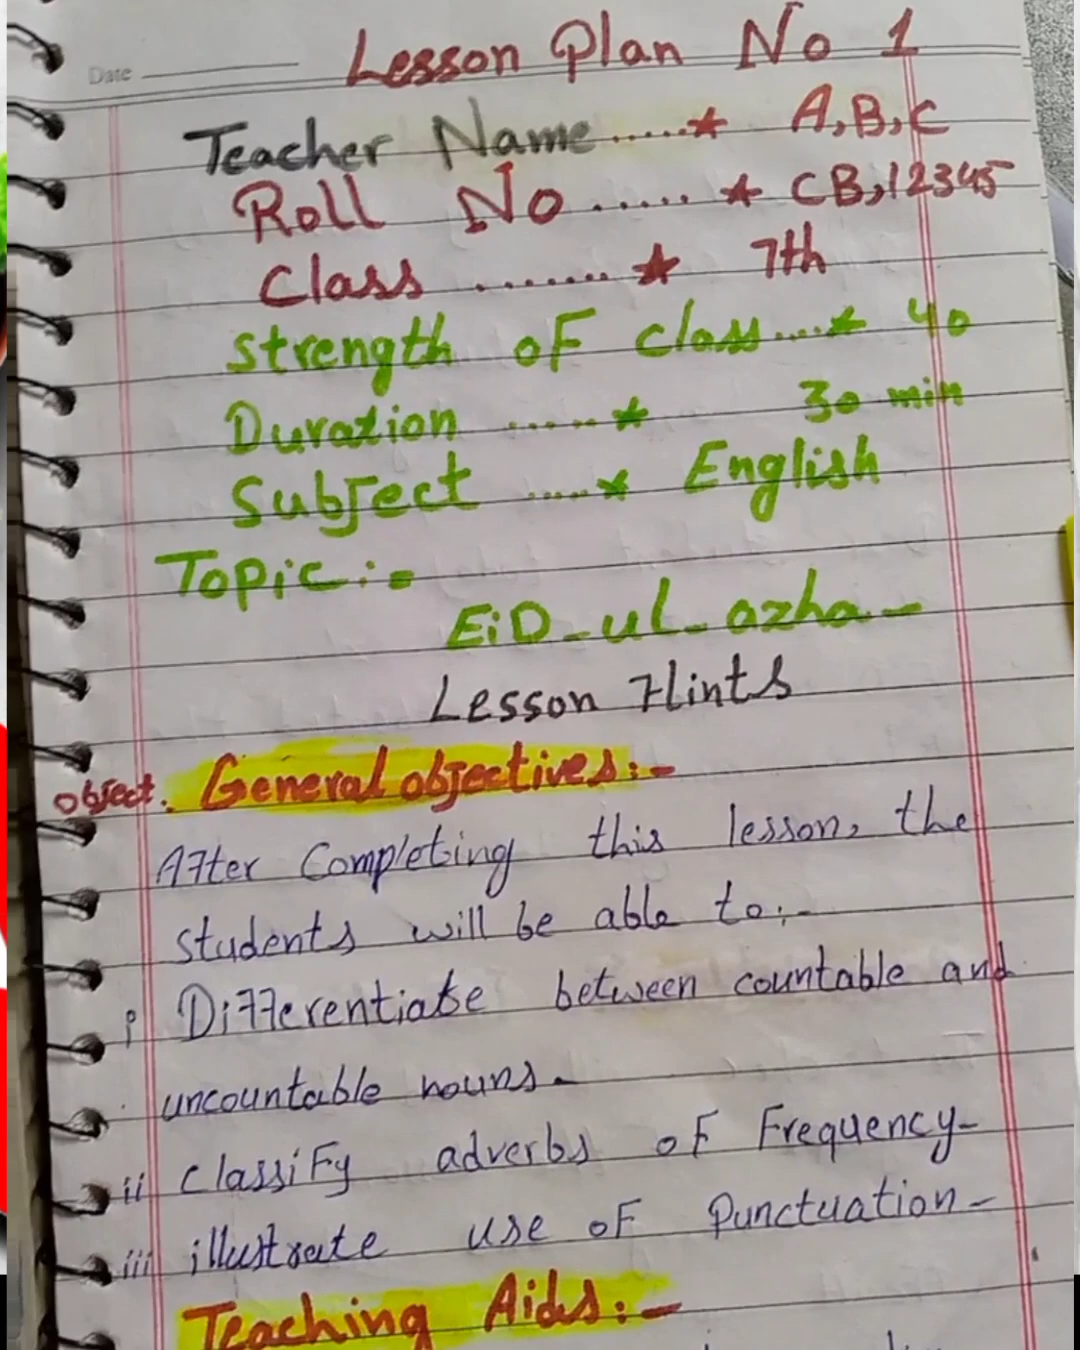 Lesson Plan No 1
Date
Teacher Name ......★ A,B,C
Roll No ...... ★ CB,12345
Class ........ ★ 7th
strength of class....★ 40
Duration ......★ 30 min
Subject .....★ English
Topic:-
EiD-ul-azha-
Lesson Hints
object. General objectives:-
After Completing this lesson, the
students will be able to:-
i Differentiate between countable and
uncountable nouns-
ii classify adverbs of Frequency-
iii illustrate use of Punctuation-
Teaching Aids:-